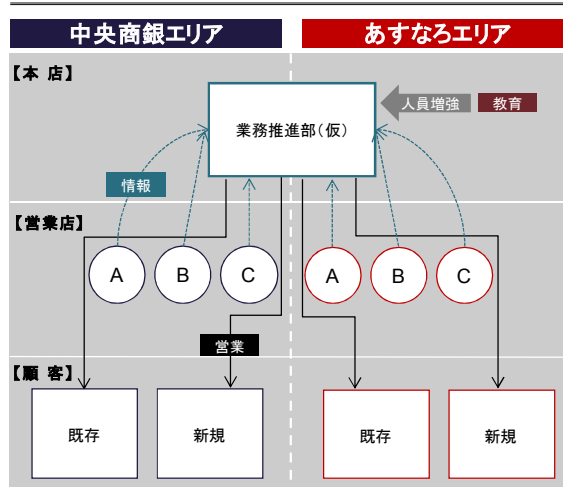 中央商銀エリア
あすなろエリア
【本 店】
業務推進部(仮)
人員増強
教育
情報
【営業店】
A
B
C
A
B
C
営業
【顧 客】
既存
新規
既存
新規